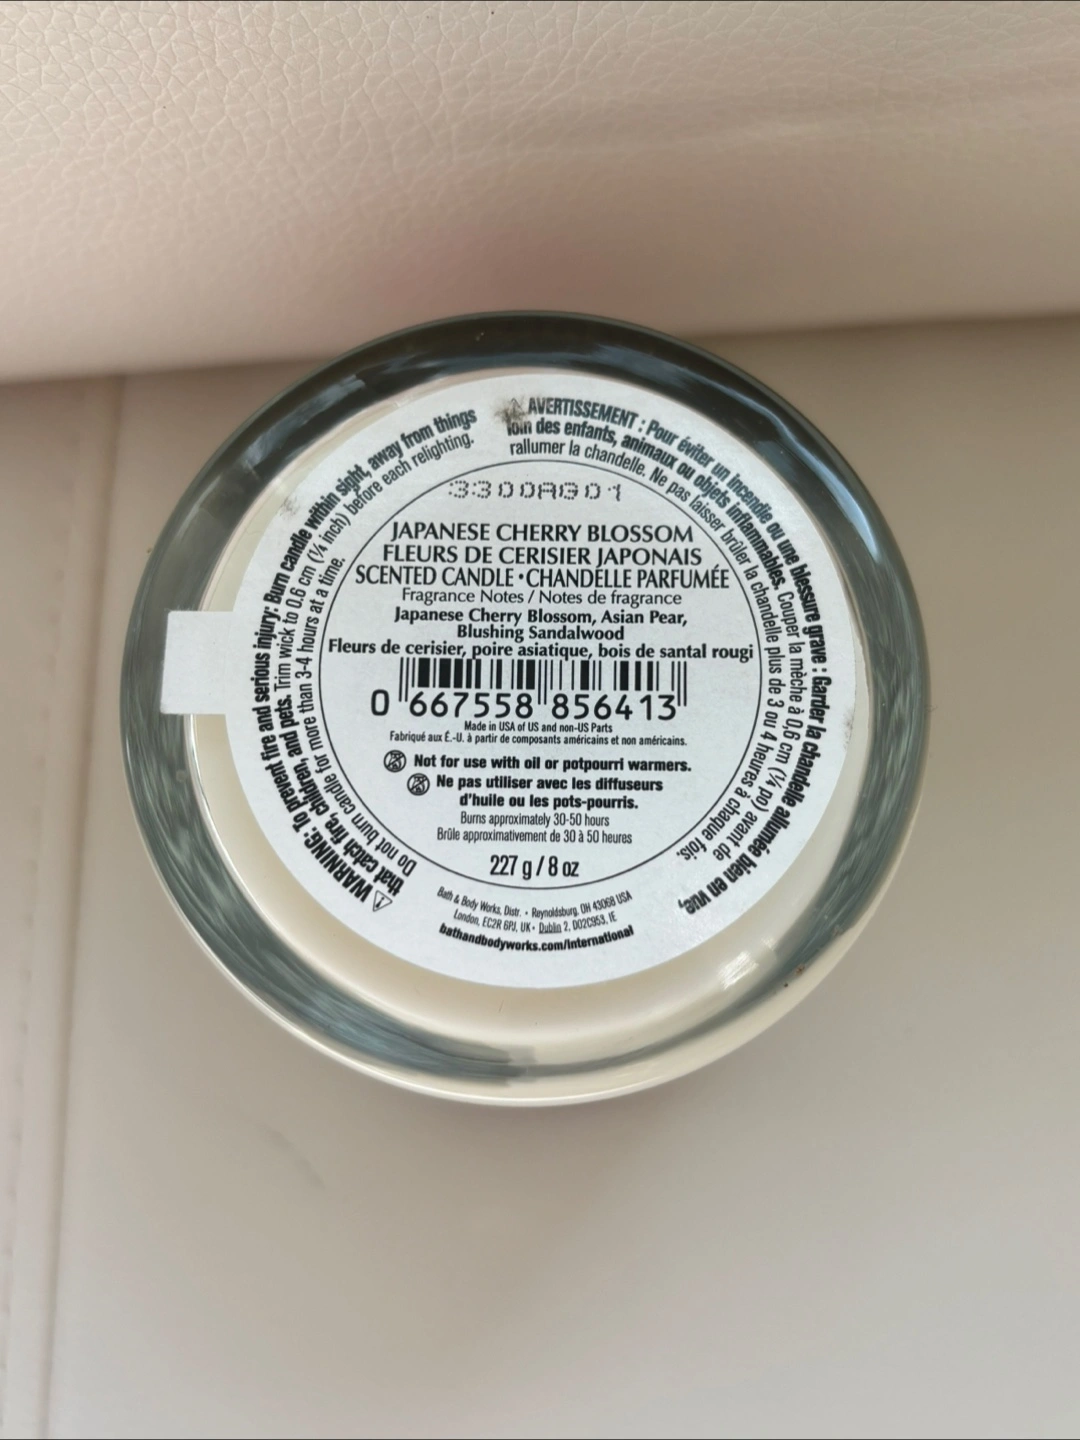 ⚠ WARNING: To prevent fire and serious injury: Burn candle within sight, away from things
that catch fire, children, and pets. Trim wick to 0.6 cm (¼ inch) before each relighting.
Do not burn candle for more than 3-4 hours at a time.
⚠ AVERTISSEMENT : Pour éviter un incendie ou une blessure grave : Garder la chandelle allumée bien en vue,
loin des enfants, animaux ou objets inflammables. Couper la mèche à 0,6 cm (¼ po) avant de
rallumer la chandelle. Ne pas laisser brûler la chandelle plus de 3 ou 4 heures à chaque fois.
3300AG01
JAPANESE CHERRY BLOSSOM
FLEURS DE CERISIER JAPONAIS
SCENTED CANDLE • CHANDELLE PARFUMÉE
Fragrance Notes / Notes de fragrance
Japanese Cherry Blossom, Asian Pear,
Blushing Sandalwood
Fleurs de cerisier, poire asiatique, bois de santal rougi
0 667558 856413
Made in USA of US and non-US Parts
Fabriqué aux É.-U. à partir de composants américains et non américains.
Not for use with oil or potpourri warmers.
Ne pas utiliser avec les diffuseurs
d'huile ou les pots-pourris.
Burns approximately 30-50 hours
Brûle approximativement de 30 à 50 heures
227 g / 8 oz
Bath & Body Works, Distr. • Reynoldsburg, OH 43068 USA
London, EC2R 6PJ, UK • Dublin 2, D02C953, IE
bathandbodyworks.com/international